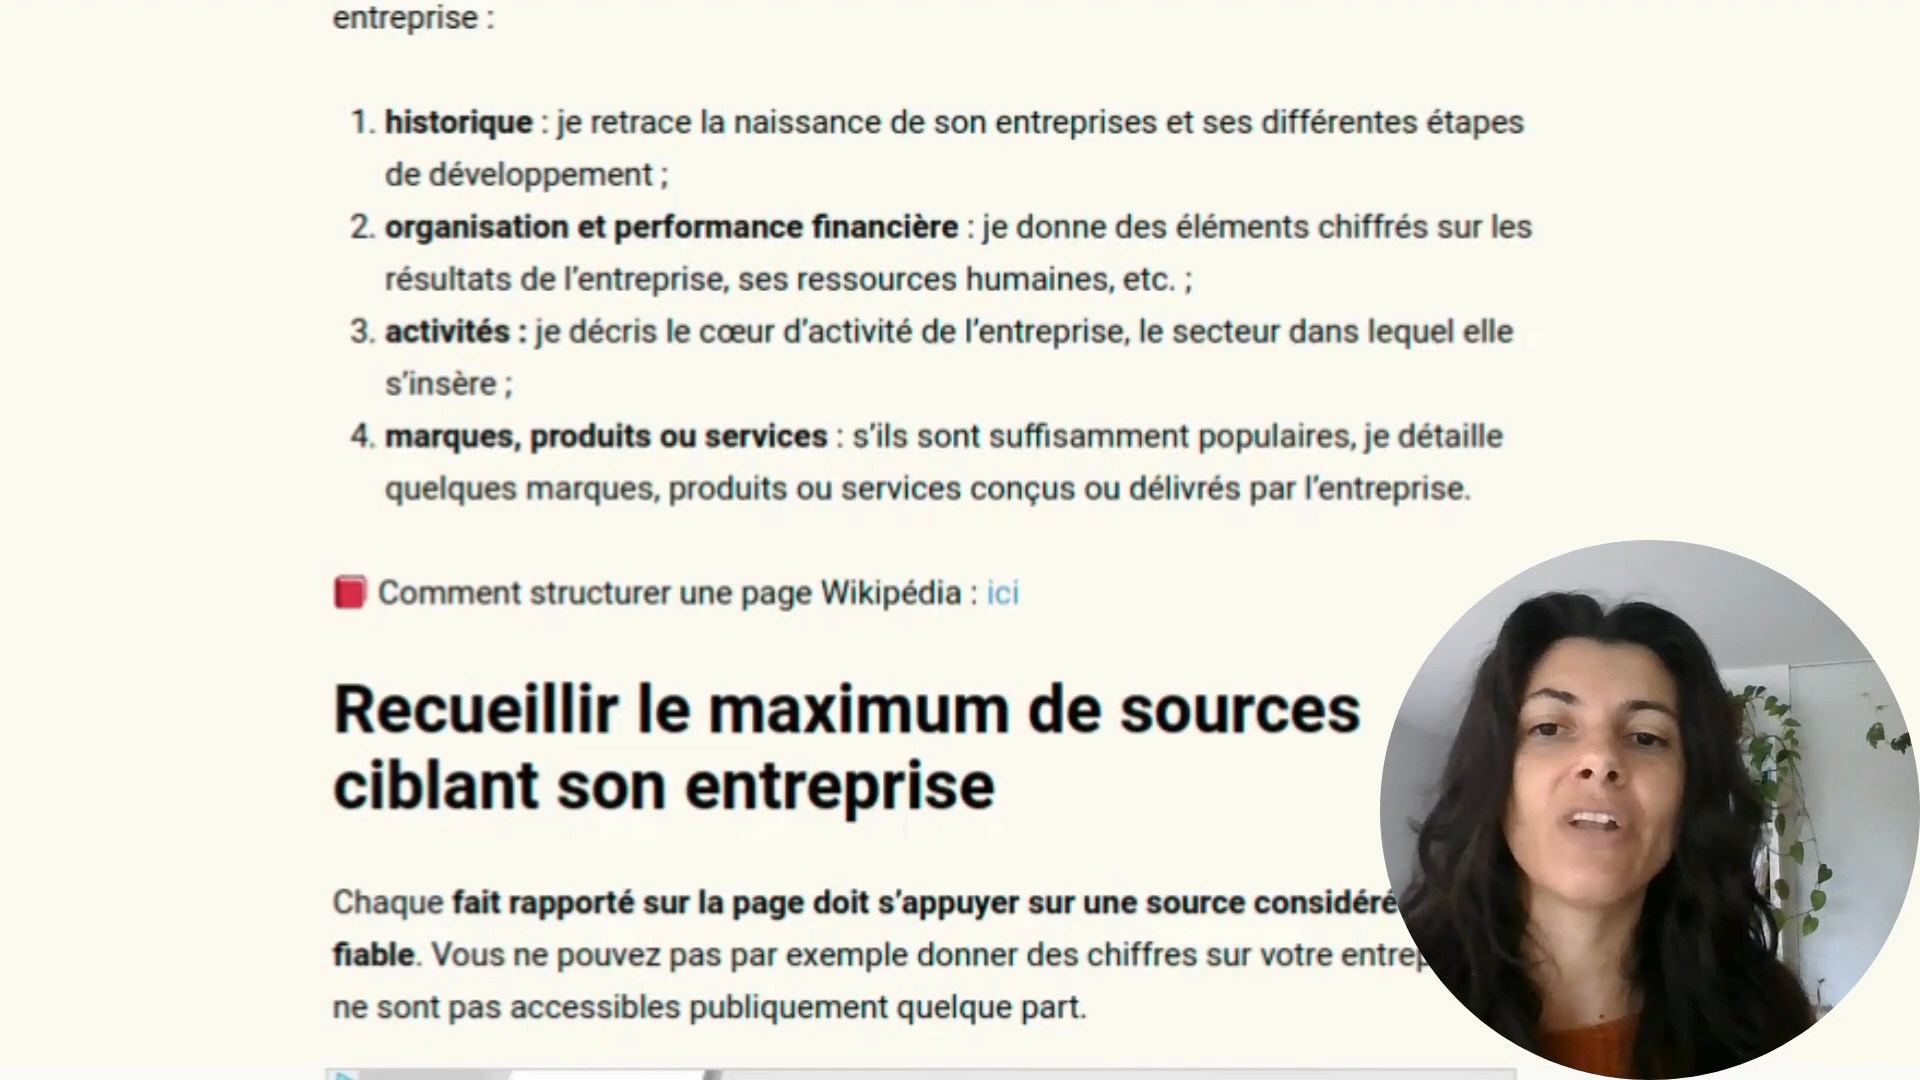 entreprise :
1. historique : je retrace la naissance de son entreprises et ses différentes étapes
de développement ;
2. organisation et performance financière : je donne des éléments chiffrés sur les
résultats de l’entreprise, ses ressources humaines, etc. ;
3. activités : je décris le cœur d’activité de l’entreprise, le secteur dans lequel elle
s’insère ;
4. marques, produits ou services : s’ils sont suffisamment populaires, je détaille
quelques marques, produits ou services conçus ou délivrés par l’entreprise.
Comment structurer une page Wikipédia : ici
Recueillir le maximum de sources
ciblant son entreprise
Chaque fait rapporté sur la page doit s’appuyer sur une source considéré
fiable. Vous ne pouvez pas par exemple donner des chiffres sur votre entrep
ne sont pas accessibles publiquement quelque part.